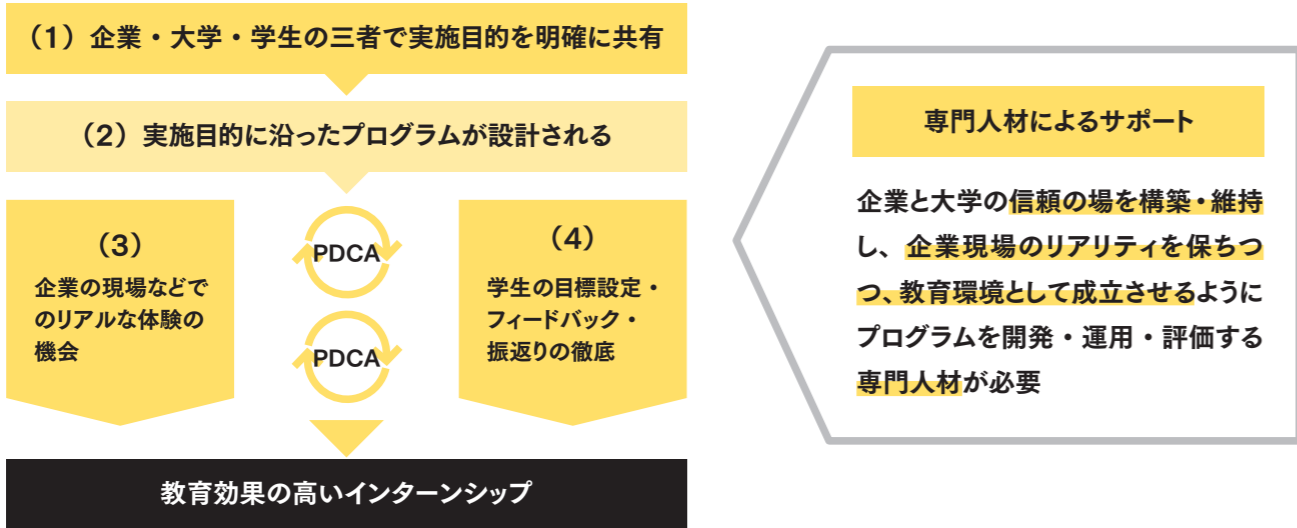 （1）企業・大学・学生の三者で実施目的を明確に共有
（2）実施目的に沿ったプログラムが設計される
（3）
企業の現場などで
のリアルな体験の
機会
PDCA
PDCA
（4）
学生の目標設定・
フィードバック・
振返りの徹底
教育効果の高いインターンシップ
専門人材によるサポート
企業と大学の信頼の場を構築・維持
し、企業現場のリアリティを保ちつ
つ、教育環境として成立させるように
プログラムを開発・運用・評価する
専門人材が必要